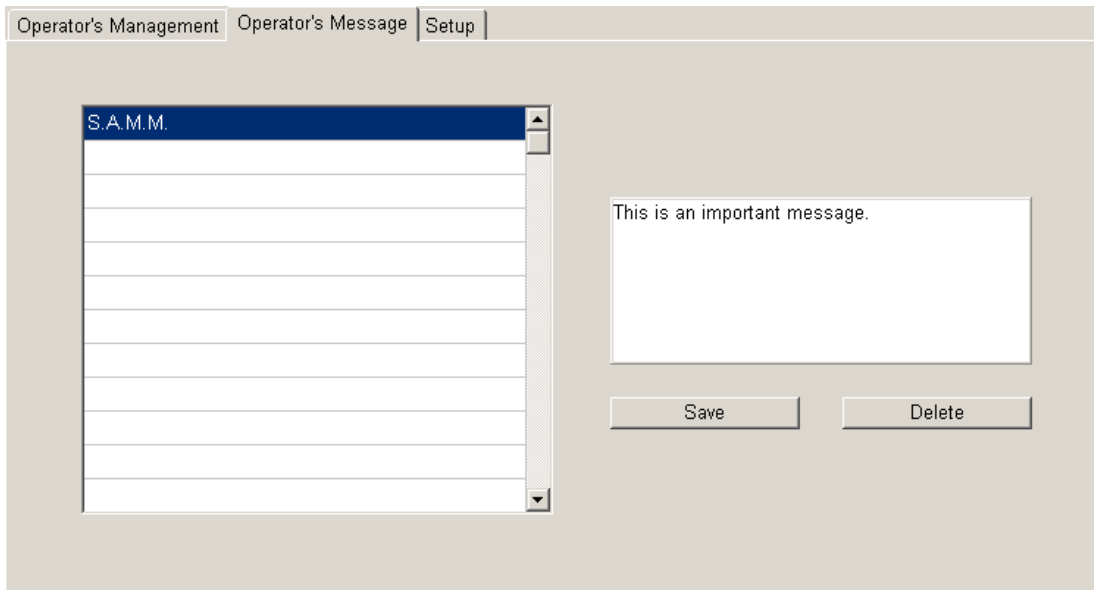 Operator's Management Operator's Message Setup
S.A.M.M.
This is an important message.
Save Delete